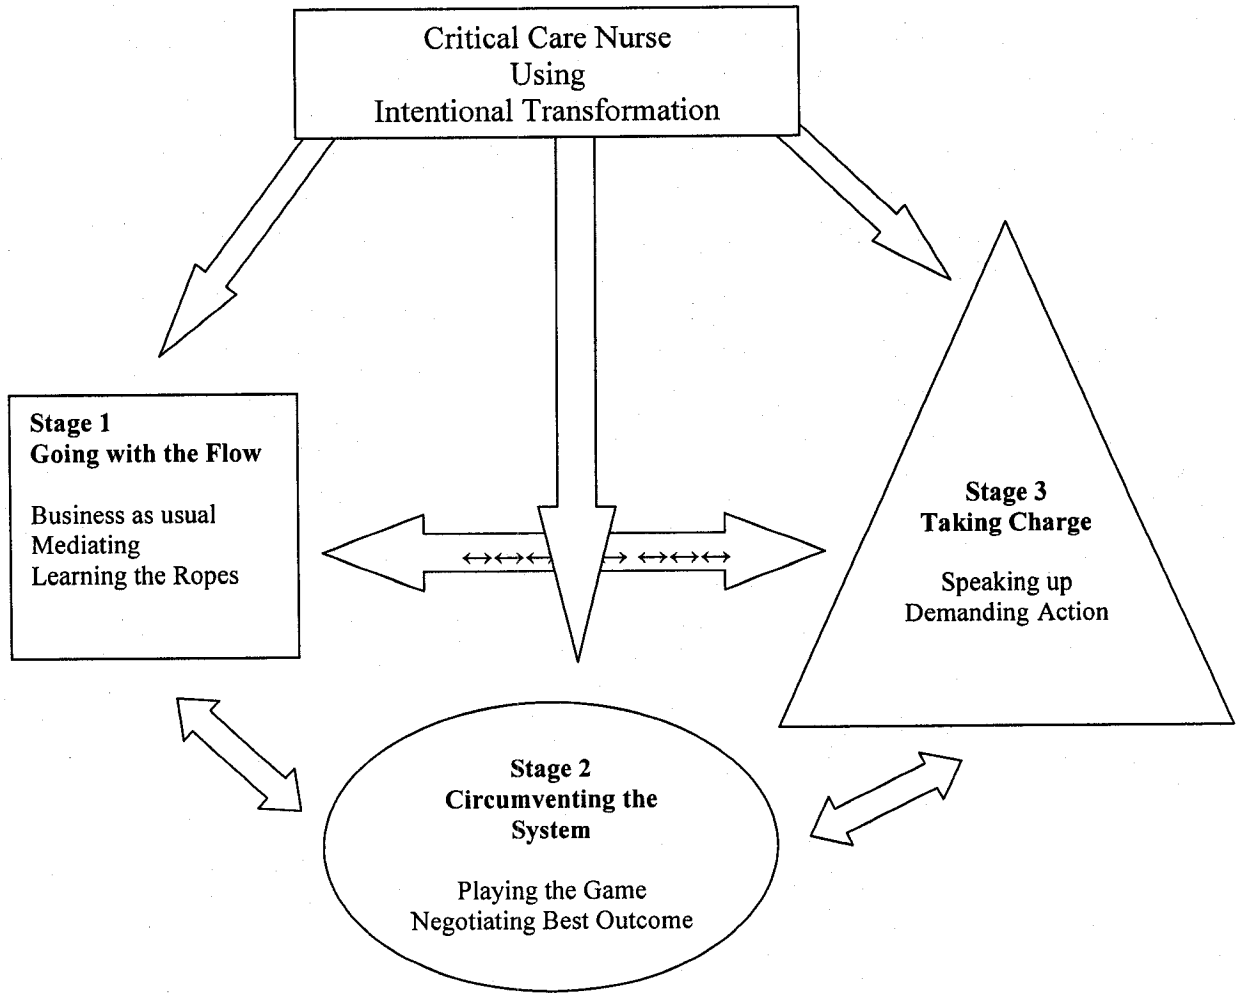 Critical Care Nurse
Using
Intentional Transformation
Stage 1
Going with the Flow
Business as usual
Mediating
Learning the Ropes
Stage 3
Taking Charge
Speaking up
Demanding Action
Stage 2
Circumventing the
System
Playing the Game
Negotiating Best Outcome